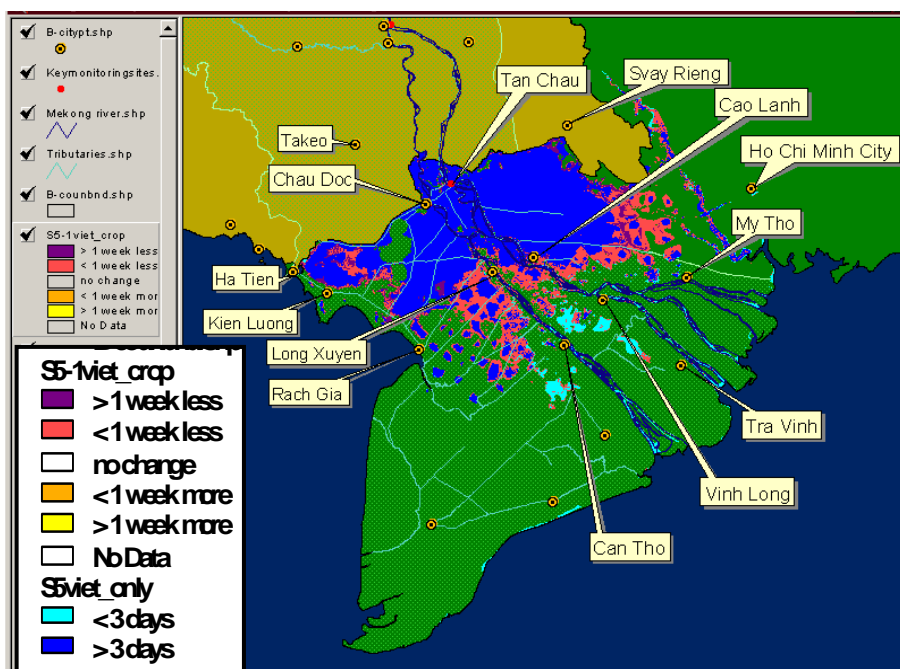 B-citypt.shp
Keymonitoringsites.
Mekong river.shp
Tributaries.shp
B-counbnd.shp
S5-1viet_crop
> 1 week less
< 1 week less
no change
< 1 week mor
> 1 week mor
No Data
S5-1viet_crop
> 1 week less
< 1 week less
no change
< 1 week more
> 1 week more
No Data
S5viet_only
< 3 days
> 3 days
Tan Chau
Svay Rieng
Cao Lanh
Takeo
Ho Chi Minh City
Chau Doc
My Tho
Ha Tien
Kien Luong
Long Xuyen
Rach Gia
Tra Vinh
Vinh Long
Can Tho